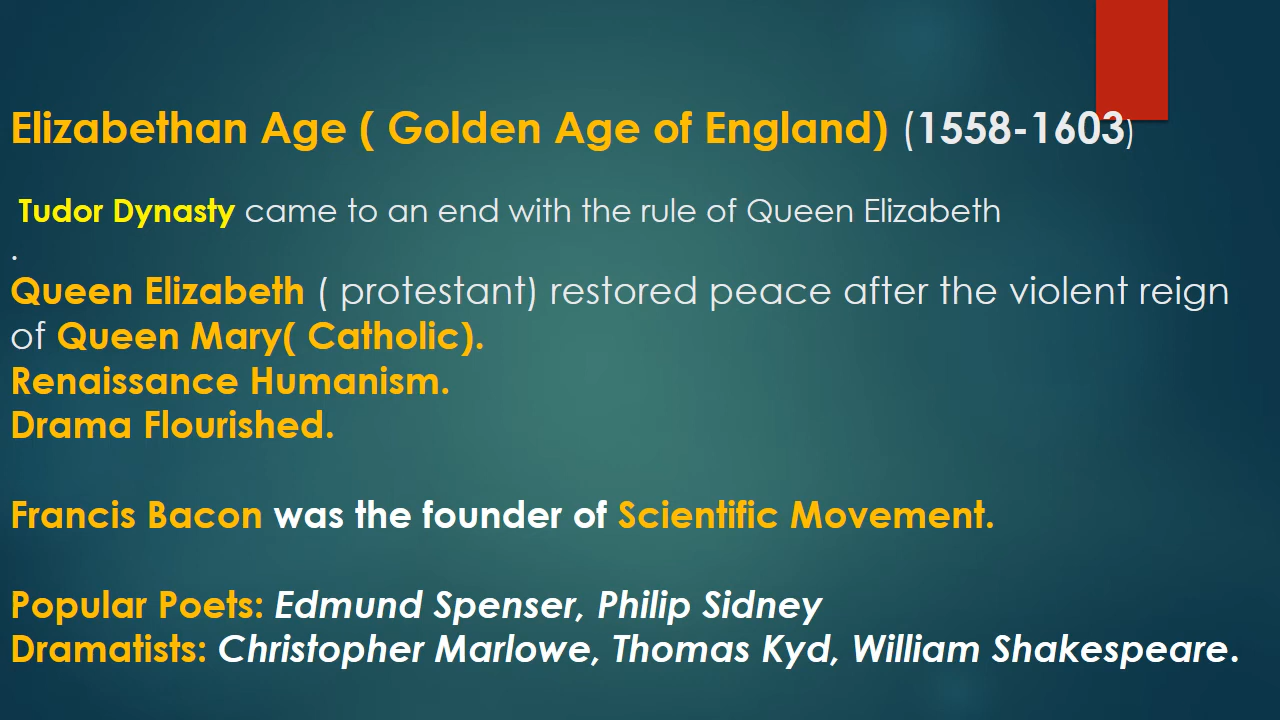 Elizabethan Age ( Golden Age of England) (1558-1603)
Tudor Dynasty came to an end with the rule of Queen Elizabeth
.
Queen Elizabeth ( protestant) restored peace after the violent reign
of Queen Mary( Catholic).
Renaissance Humanism.
Drama Flourished.
Francis Bacon was the founder of Scientific Movement.
Popular Poets: Edmund Spenser, Philip Sidney
Dramatists: Christopher Marlowe, Thomas Kyd, William Shakespeare.